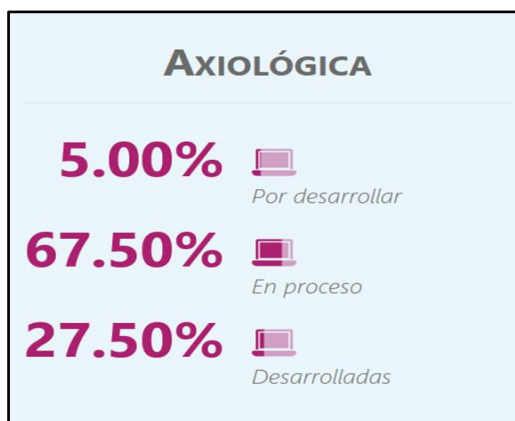 AXIOLÓGICA
5.00%
Por desarrollar
67.50%
En proceso
27.50%
Desarrolladas